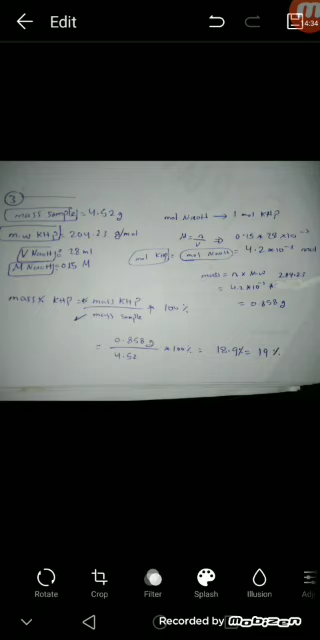 Edit
14:34
3
mass sample = 4.52 g
mol NaOH → 1 mol KHP
m.w KHP = 204.23 g/mol
V NaOH = 28 ml
M NaOH = 0.15 M
M = n/V ⇒ 0.15 * 28 * 10⁻³
mol KHP = mol NaOH = 4.2 * 10⁻³ mol
mass = n * M.W
= 4.2 * 10⁻³ * 204.23
= 0.858 g
mass % KHP = mass KHP / mass sample * 100 %
= 0.858 g / 4.52 * 100 % = 18.9 % = 19 %
Rotate
Crop
Filter
Splash
Illusion
Recorded by Mobizen